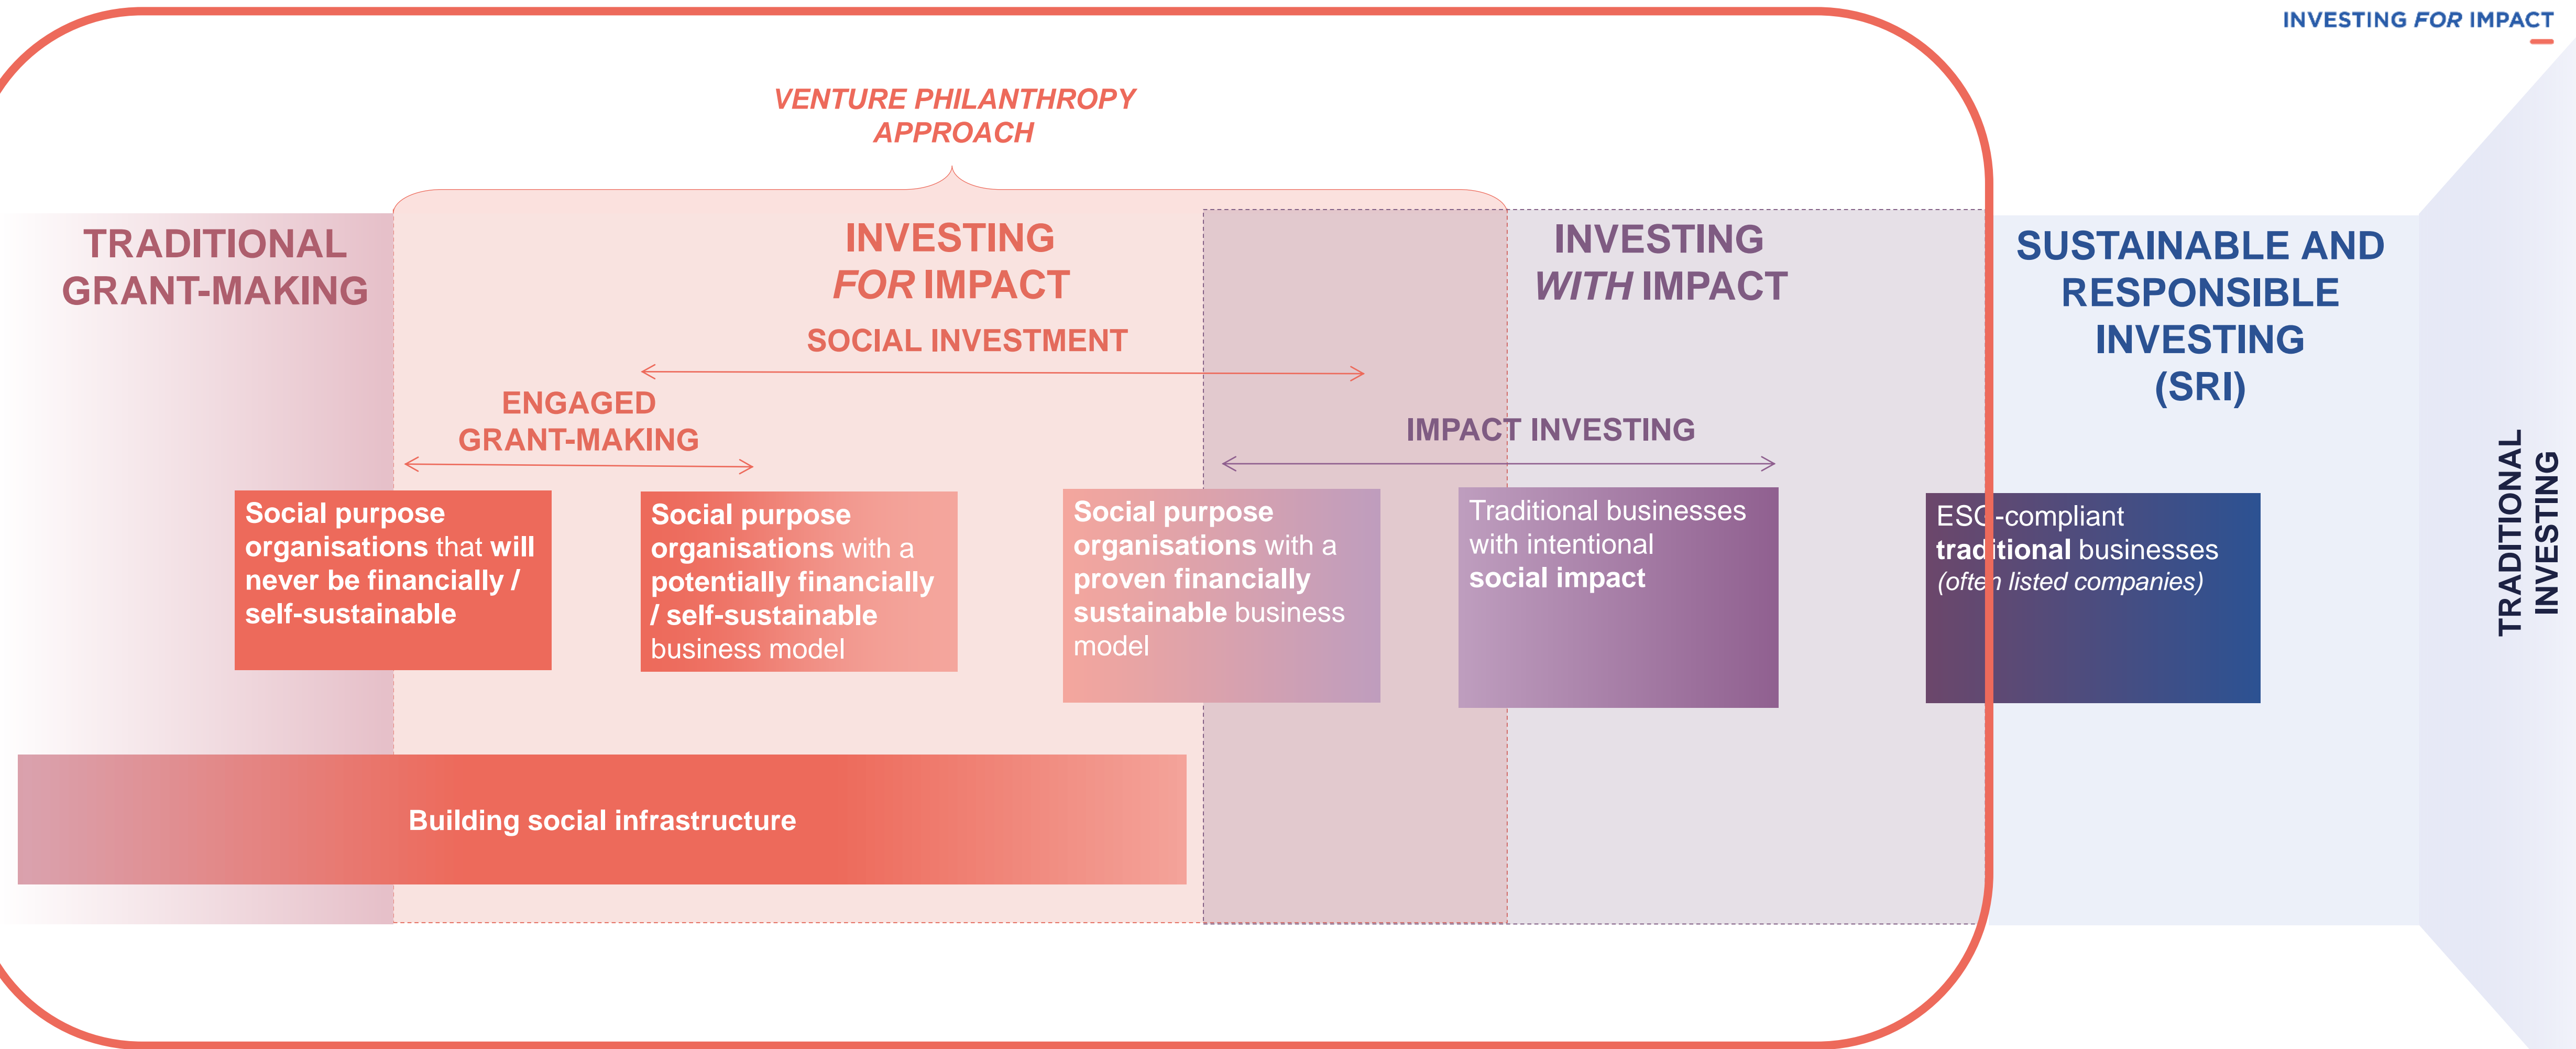 INVESTING FOR IMPACT
VENTURE PHILANTHROPY
APPROACH
TRADITIONAL
GRANT-MAKING
INVESTING
FOR IMPACT
SOCIAL INVESTMENT
ENGAGED
GRANT-MAKING
INVESTING
WITH IMPACT
IMPACT INVESTING
SUSTAINABLE AND
RESPONSIBLE
INVESTING
(SRI)
TRADITIONAL
INVESTING
Social purpose
organisations that will
never be financially /
self-sustainable
Social purpose
organisations with a
potentially financially
/ self-sustainable
business model
Social purpose
organisations with a
proven financially
sustainable business
model
Traditional businesses
with intentional
social impact
ESG-compliant
traditional businesses
(often listed companies)
Building social infrastructure